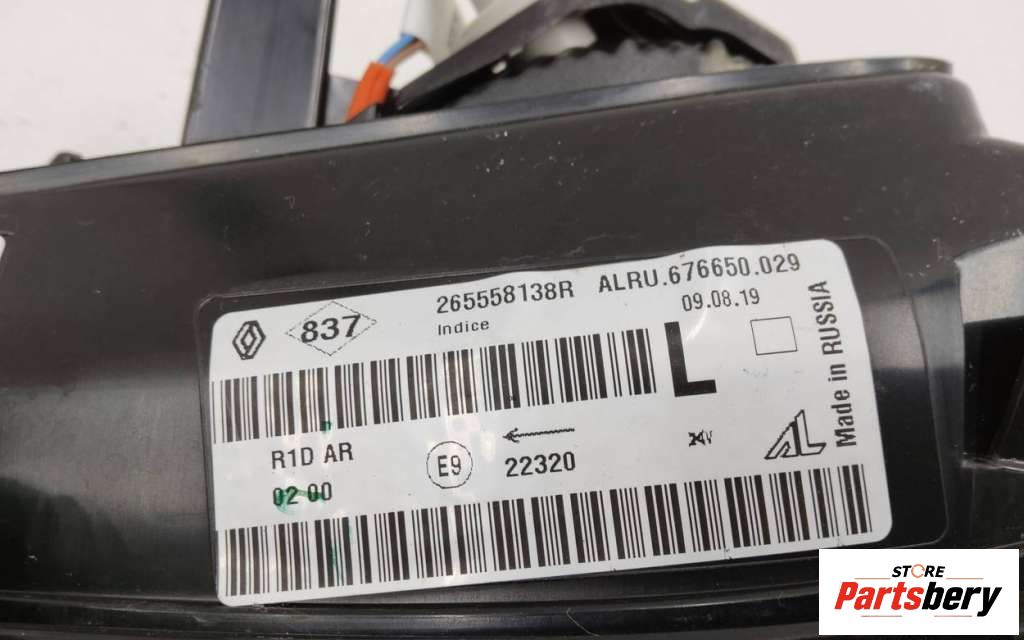 837
265558138R ALRU.676650.029
Indice
09.08.19
L
Made in RUSSIA
R1D AR
02 00
E9
22320
AL
STORE
Partsbery